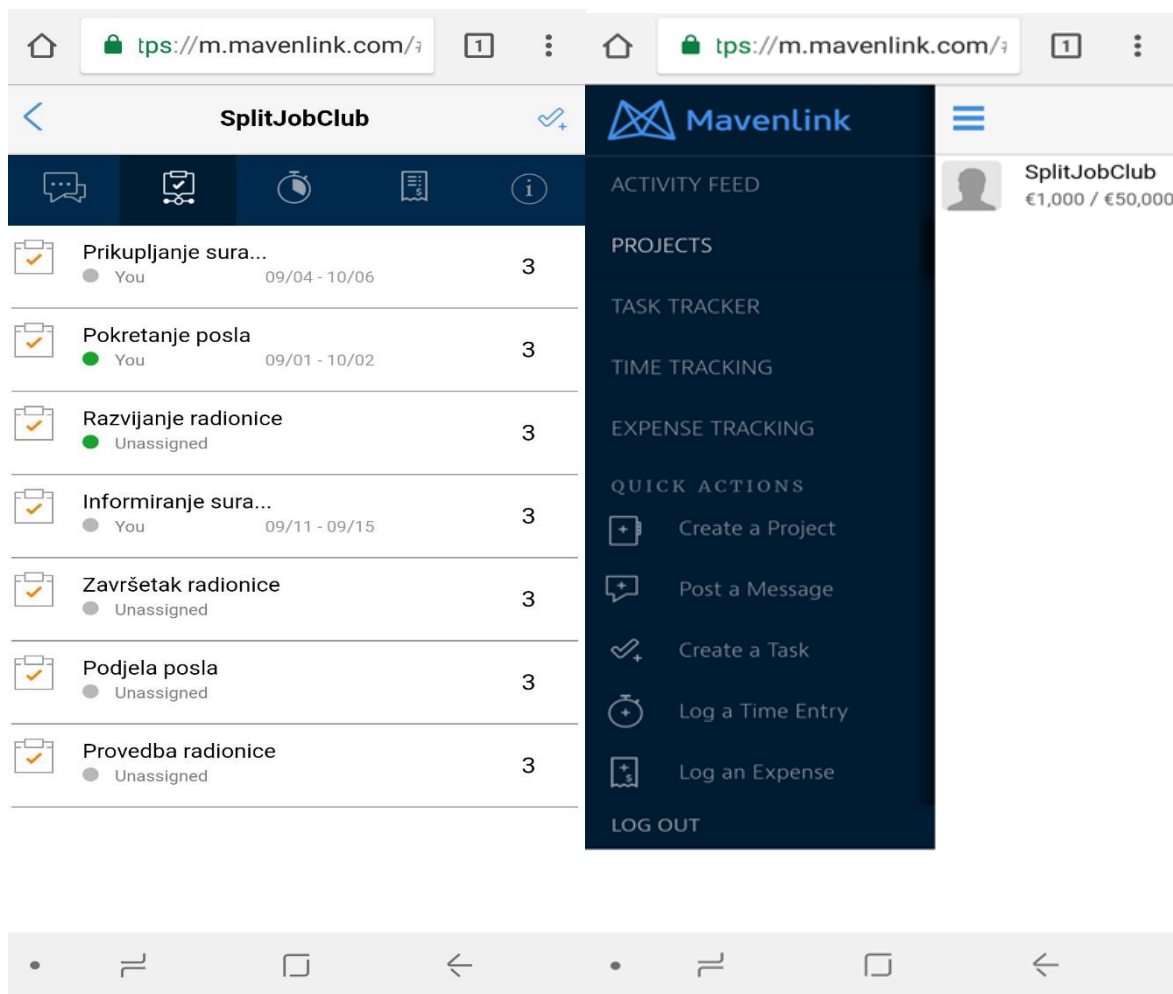 tps://m.mavenlink.com/
1
SplitJobClub
Prikupljanje sura...
You 09/04 - 10/06
3
Pokretanje posla
You 09/01 - 10/02
3
Razvijanje radionice
Unassigned
3
Informiranje sura...
You 09/11 - 09/15
3
Završetak radionice
Unassigned
3
Podjela posla
Unassigned
3
Provedba radionice
Unassigned
3
tps://m.mavenlink.com/
1
Mavenlink
ACTIVITY FEED
PROJECTS
TASK TRACKER
TIME TRACKING
EXPENSE TRACKING
QUICK ACTIONS
Create a Project
Post a Message
Create a Task
Log a Time Entry
Log an Expense
LOG OUT
SplitJobClub
€1,000 / €50,000